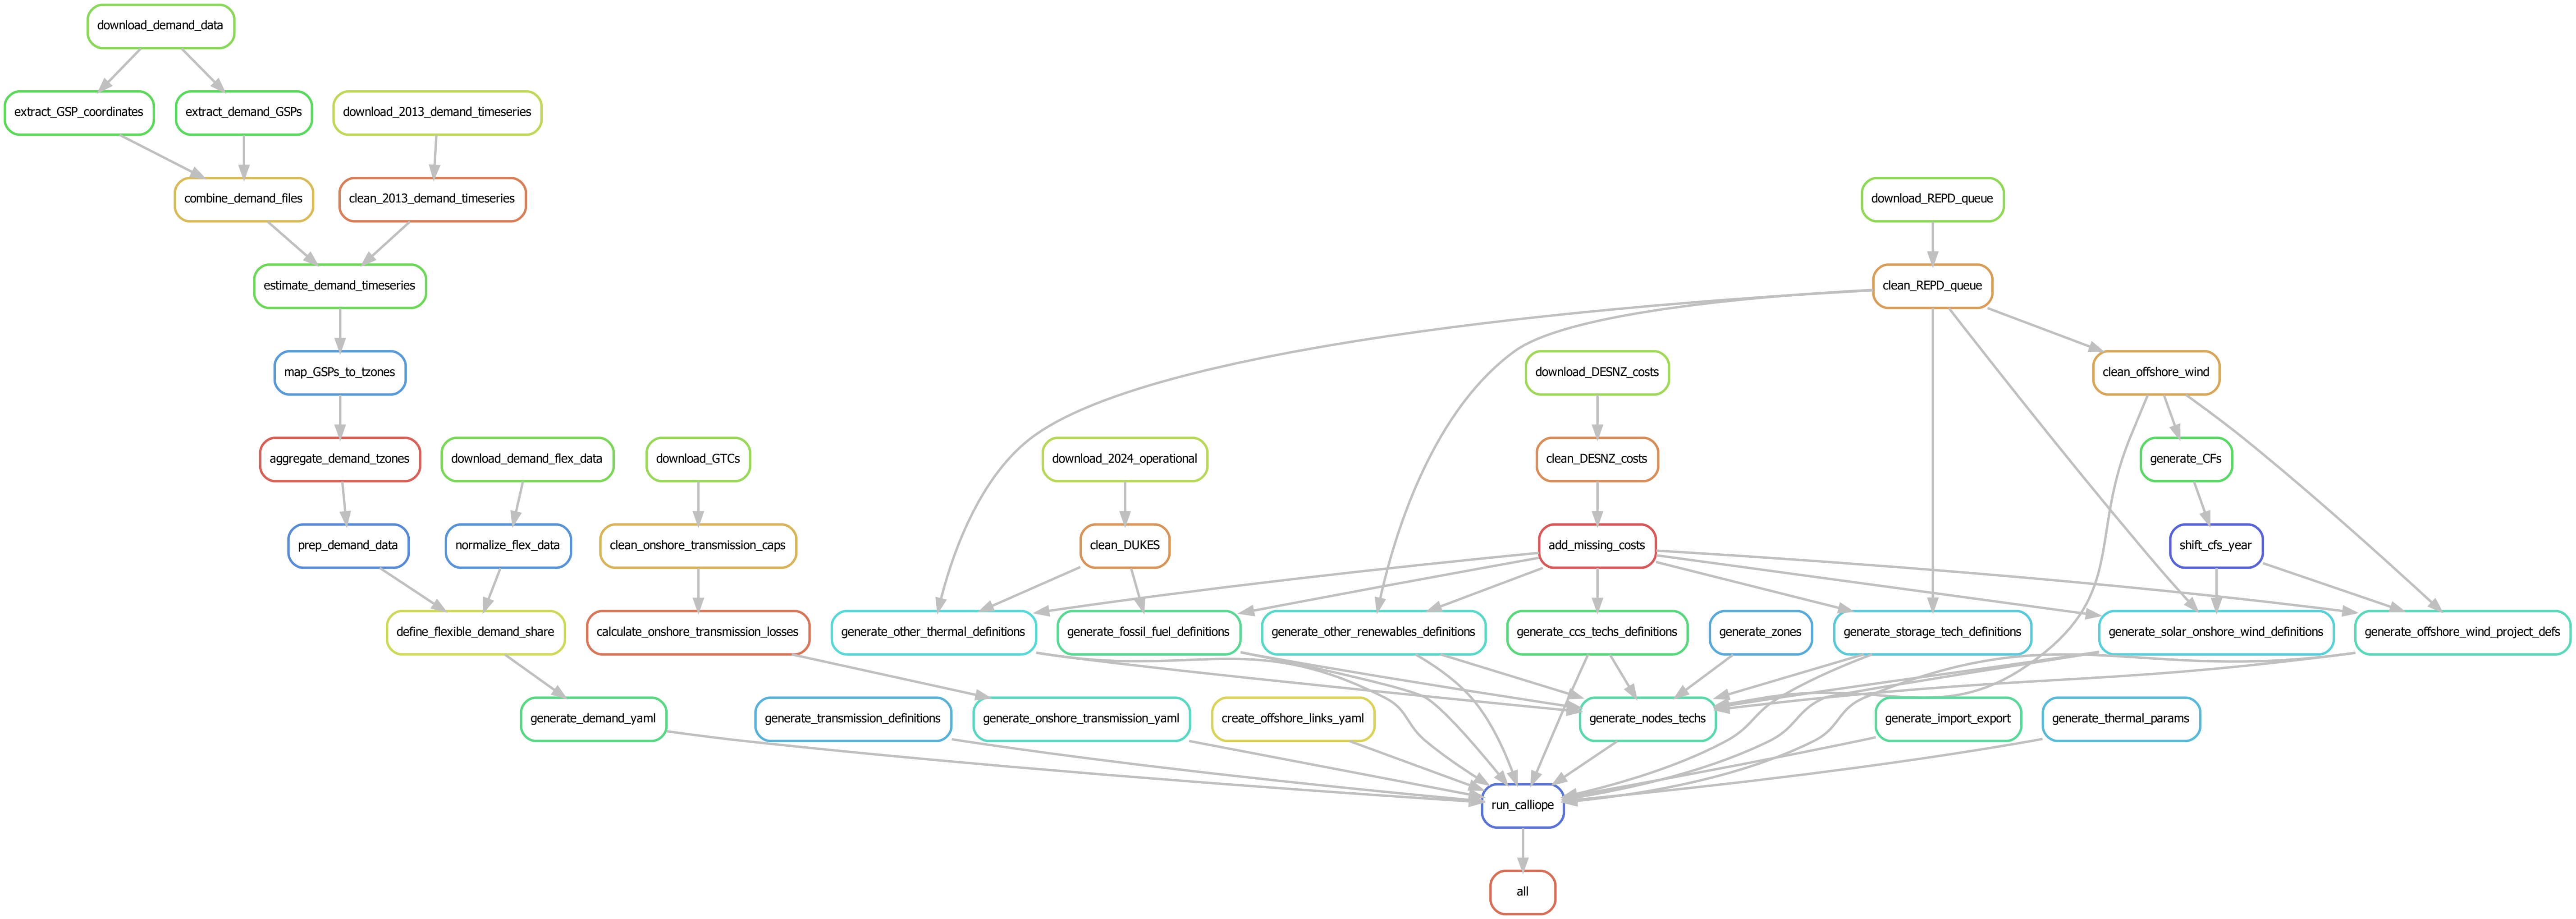 download_demand_data
extract_GSP_coordinates
extract_demand_GSPs
download_2013_demand_timeseries
combine_demand_files
clean_2013_demand_timeseries
download_REPD_queue
estimate_demand_timeseries
clean_REPD_queue
map_GSPs_to_tzones
download_DESNZ_costs
clean_offshore_wind
aggregate_demand_tzones
download_demand_flex_data
download_GTCs
download_2024_operational
clean_DESNZ_costs
generate_CFs
prep_demand_data
normalize_flex_data
clean_onshore_transmission_caps
clean_DUKES
add_missing_costs
shift_cfs_year
define_flexible_demand_share
calculate_onshore_transmission_losses
generate_other_thermal_definitions
generate_fossil_fuel_definitions
generate_other_renewables_definitions
generate_ccs_techs_definitions
generate_zones
generate_storage_tech_definitions
generate_solar_onshore_wind_definitions
generate_offshore_wind_project_defs
generate_demand_yaml
generate_transmission_definitions
generate_onshore_transmission_yaml
create_offshore_links_yaml
generate_nodes_techs
generate_import_export
generate_thermal_params
run_calliope
all